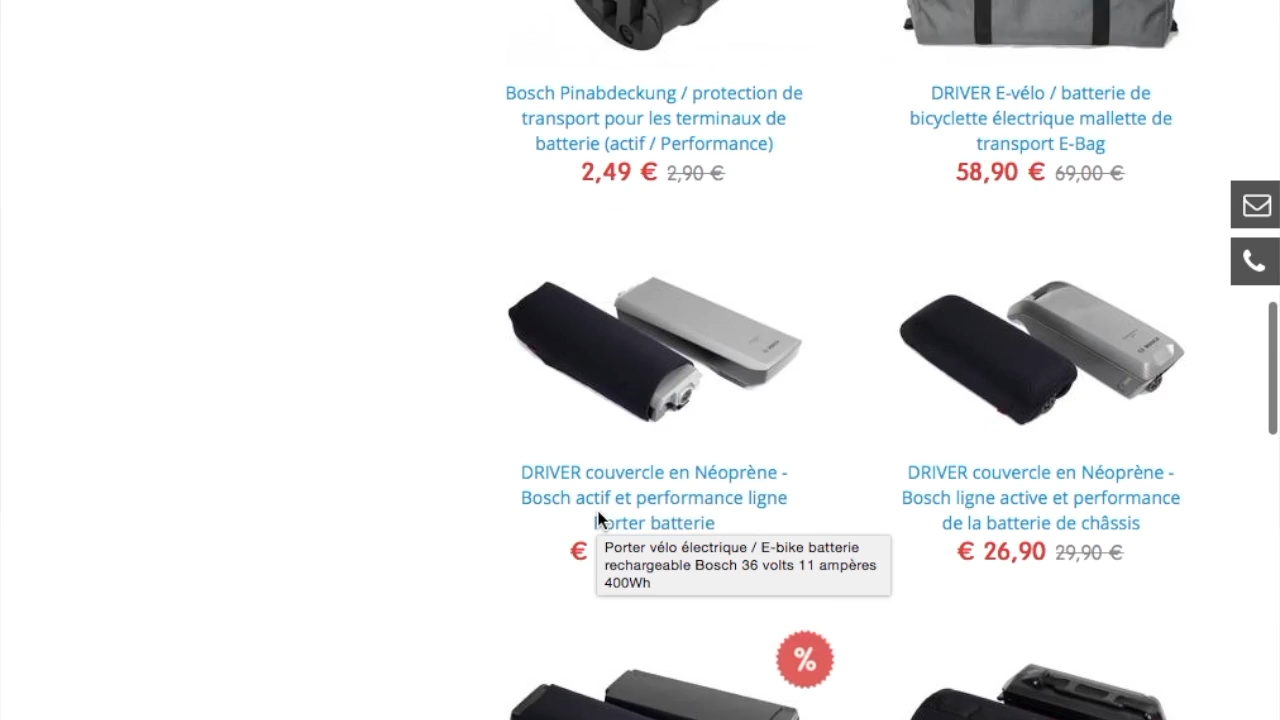 Bosch Pinabdeckung / protection de
transport pour les terminaux de
batterie (actif / Performance)
2,49 € 2,90 €
DRIVER E-vélo / batterie de
bicyclette électrique mallette de
transport E-Bag
58,90 € 69,00 €
DRIVER couvercle en Néoprène -
Bosch actif et performance ligne
porter batterie
€
Porter vélo électrique / E-bike batterie
rechargeable Bosch 36 volts 11 ampères
400Wh
BOSCH
DRIVER couvercle en Néoprène -
Bosch ligne active et performance
de la batterie de châssis
€ 26,90 29,90 €
%